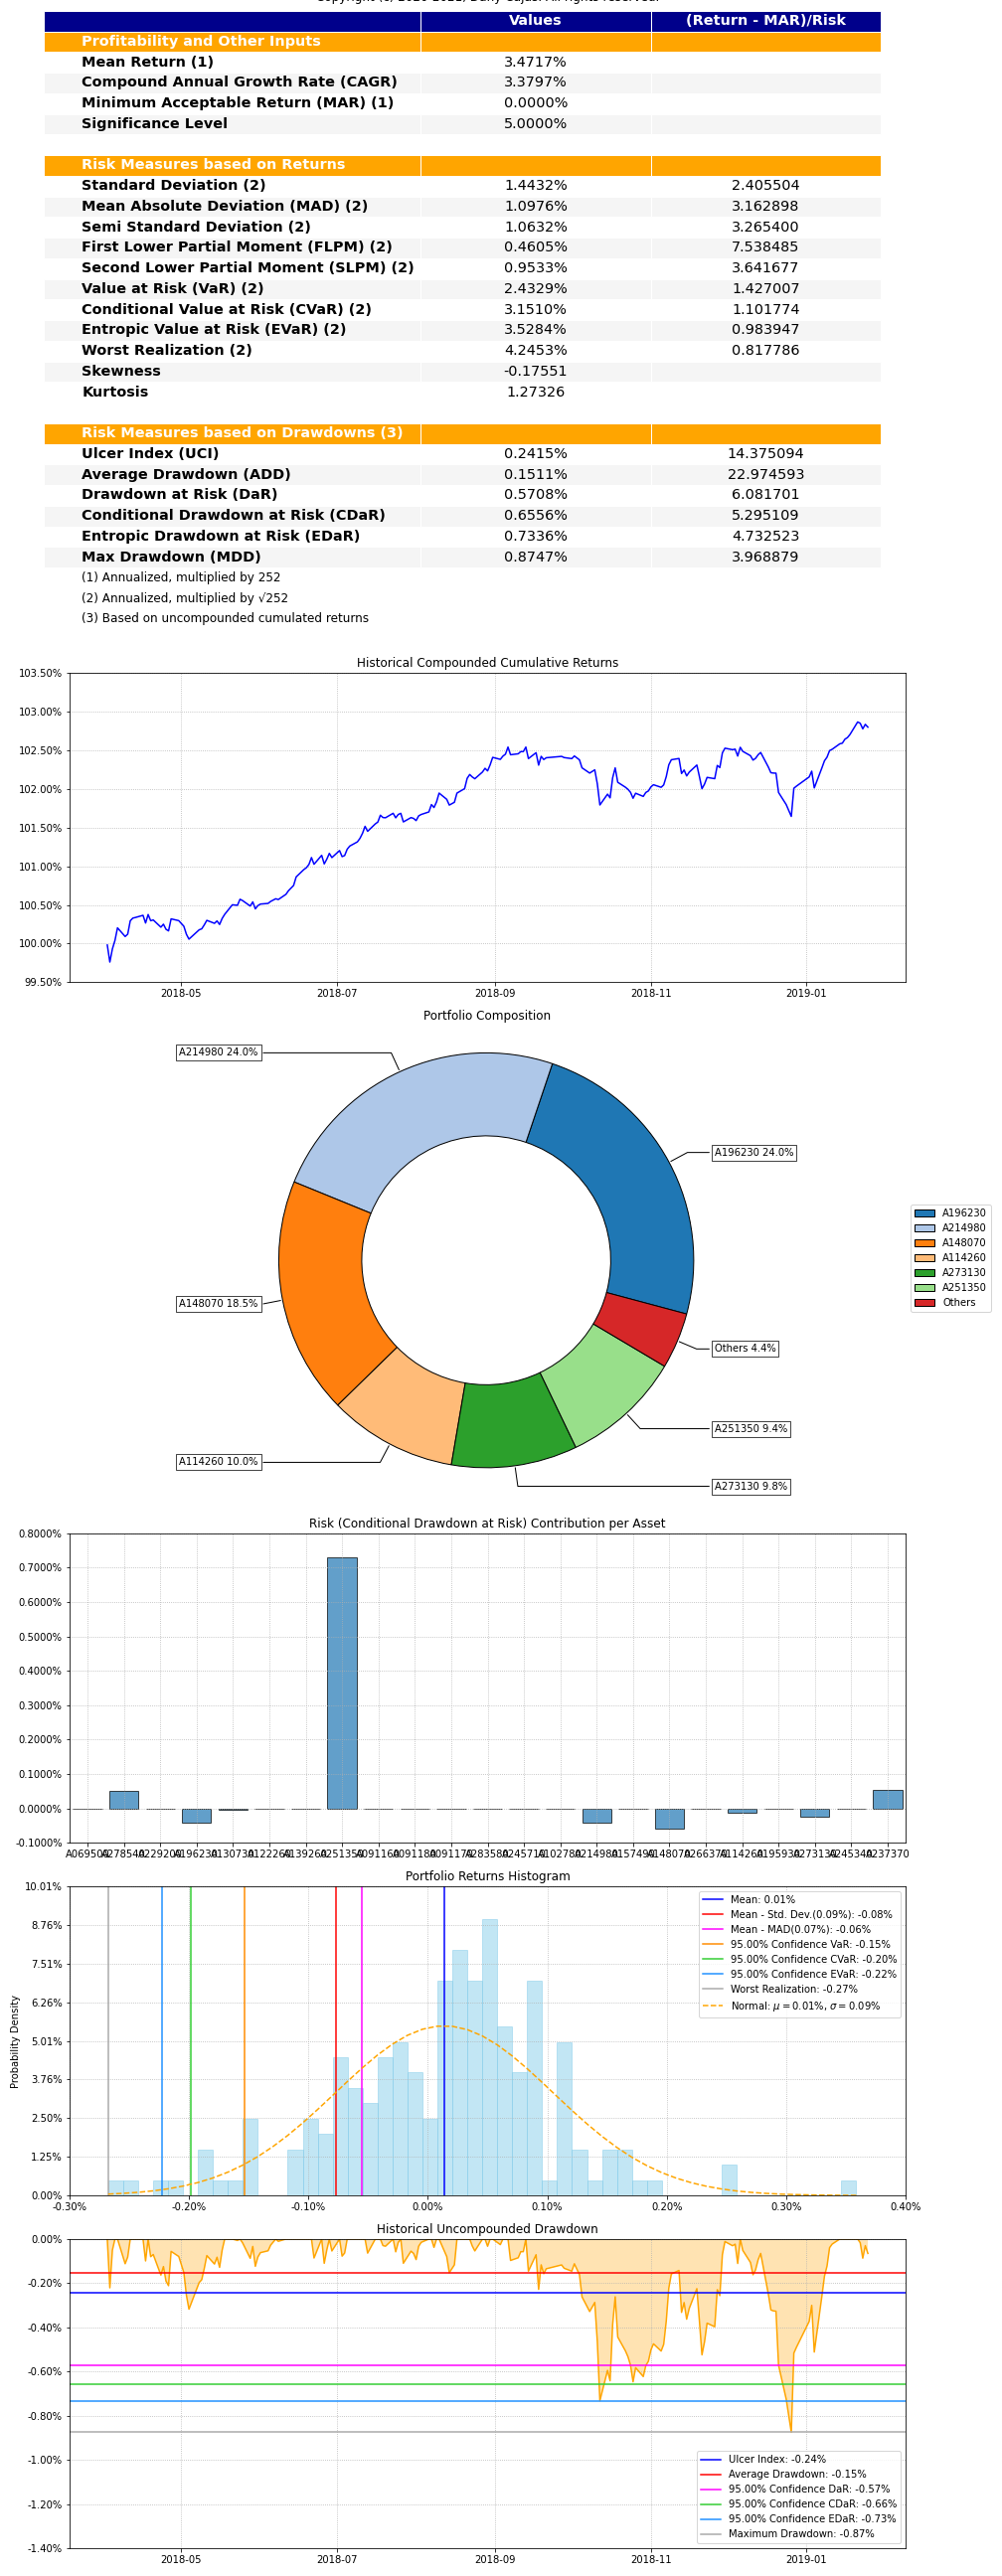 Copyright (c) 2020-2021, Dany Cajas. All rights reserved.
Values (Return - MAR)/Risk
Profitability and Other Inputs
Mean Return (1) 3.4717%
Compound Annual Growth Rate (CAGR) 3.3797%
Minimum Acceptable Return (MAR) (1) 0.0000%
Significance Level 5.0000%
Risk Measures based on Returns
Standard Deviation (2) 1.4432% 2.405504
Mean Absolute Deviation (MAD) (2) 1.0976% 3.162898
Semi Standard Deviation (2) 1.0632% 3.265400
First Lower Partial Moment (FLPM) (2) 0.4605% 7.538485
Second Lower Partial Moment (SLPM) (2) 0.9533% 3.641677
Value at Risk (VaR) (2) 2.4329% 1.427007
Conditional Value at Risk (CVaR) (2) 3.1510% 1.101774
Entropic Value at Risk (EVaR) (2) 3.5284% 0.983947
Worst Realization (2) 4.2453% 0.817786
Skewness -0.17551
Kurtosis 1.27326
Risk Measures based on Drawdowns (3)
Ulcer Index (UCI) 0.2415% 14.375094
Average Drawdown (ADD) 0.1511% 22.974593
Drawdown at Risk (DaR) 0.5708% 6.081701
Conditional Drawdown at Risk (CDaR) 0.6556% 5.295109
Entropic Drawdown at Risk (EDaR) 0.7336% 4.732523
Max Drawdown (MDD) 0.8747% 3.968879
(1) Annualized, multiplied by 252
(2) Annualized, multiplied by √252
(3) Based on uncompounded cumulated returns
Historical Compounded Cumulative Returns
103.50%
103.00%
102.50%
102.00%
101.50%
101.00%
100.50%
100.00%
99.50%
2018-05 2018-07 2018-09 2018-11 2019-01
Portfolio Composition
A214980 24.0%
A196230 24.0%
A148070 18.5%
Others 4.4%
A251350 9.4%
A114260 10.0%
A273130 9.8%
A196230
A214980
A148070
A114260
A273130
A251350
Others
Risk (Conditional Drawdown at Risk) Contribution per Asset
0.8000%
0.7000%
0.6000%
0.5000%
0.4000%
0.3000%
0.2000%
0.1000%
0.0000%
-0.1000%
A237370
Portfolio Returns Histogram
Probability Density
10.01%
8.76%
7.51%
6.26%
5.01%
3.76%
2.50%
1.25%
0.00%
-0.30% -0.20% -0.10% 0.00% 0.10% 0.20% 0.30% 0.40%
Mean: 0.01%
Mean - Std. Dev.(0.09%): -0.08%
Mean - MAD(0.07%): -0.06%
95.00% Confidence VaR: -0.15%
95.00% Confidence CVaR: -0.20%
95.00% Confidence EVaR: -0.22%
Worst Realization: -0.27%
Normal: μ = 0.01%, σ = 0.09%
Historical Uncompounded Drawdown
0.00%
-0.20%
-0.40%
-0.60%
-0.80%
-1.00%
-1.20%
-1.40%
2018-05 2018-07 2018-09 2018-11 2019-01
Ulcer Index: -0.24%
Average Drawdown: -0.15%
95.00% Confidence DaR: -0.57%
95.00% Confidence CDaR: -0.66%
95.00% Confidence EDaR: -0.73%
Maximum Drawdown: -0.87%